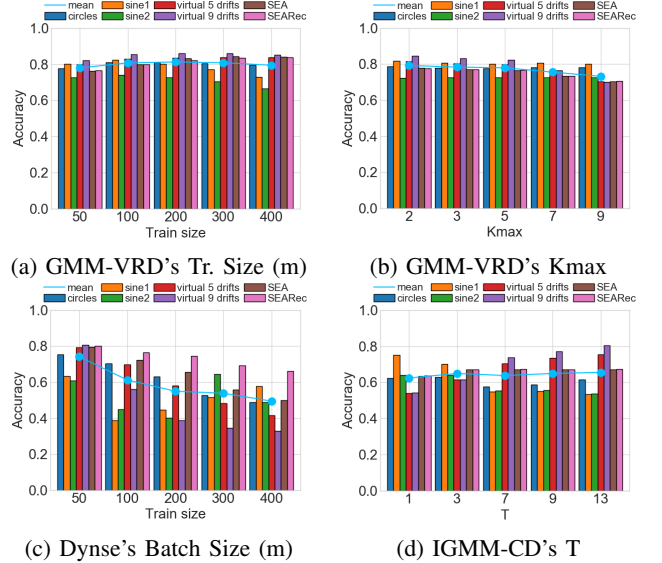 mean sine1 virtual 5 drifts SEA
circles sine2 virtual 9 drifts SEARec
1.0
0.8
0.6
0.4
0.2
0.0
Accuracy
50 100 200 300 400
Train size
(a) GMM-VRD's Tr. Size (m)
mean sine1 virtual 5 drifts SEA
circles sine2 virtual 9 drifts SEARec
1.0
0.8
0.6
0.4
0.2
0.0
Accuracy
2 3 5 7 9
Kmax
(b) GMM-VRD's Kmax
mean sine1 virtual 5 drifts SEA
circles sine2 virtual 9 drifts SEARec
1.0
0.8
0.6
0.4
0.2
0.0
Accuracy
50 100 200 300 400
Train size
(c) Dynse's Batch Size (m)
mean sine1 virtual 5 drifts SEA
circles sine2 virtual 9 drifts SEARec
1.0
0.8
0.6
0.4
0.2
0.0
Accuracy
1 3 7 9 13
T
(d) IGMM-CD's T